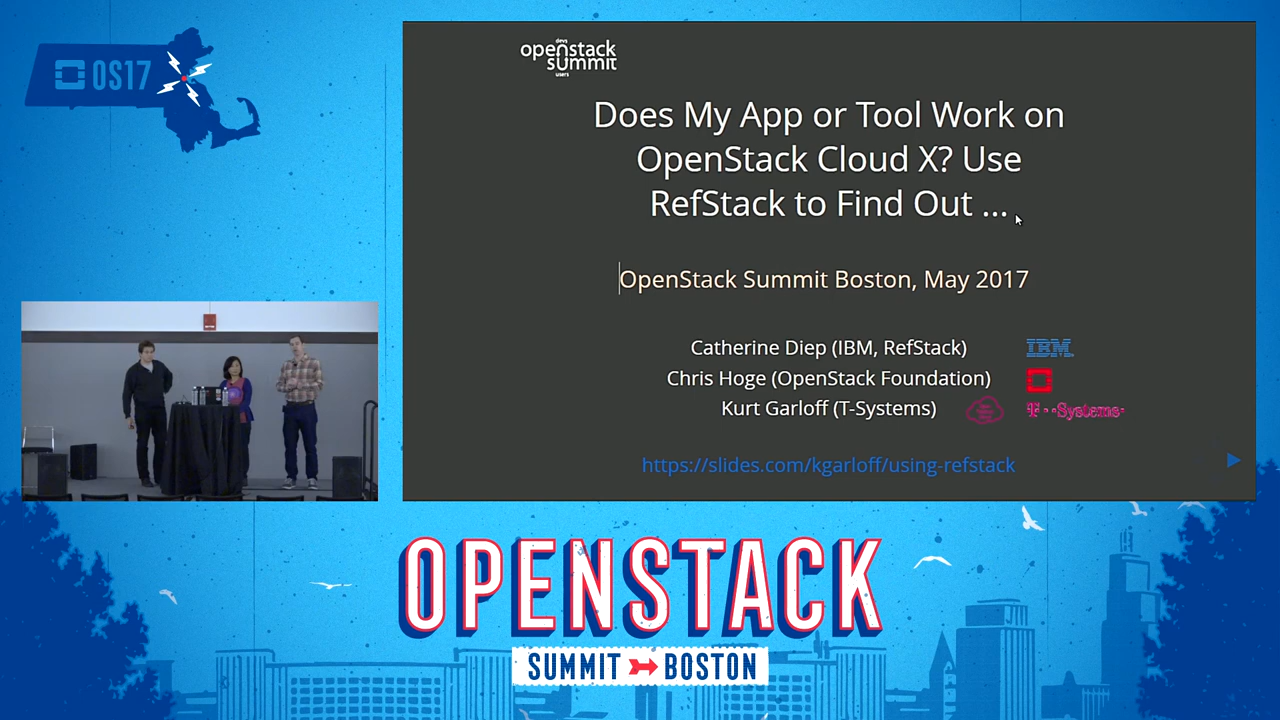 OS17
devs
openstack
summit
users
Does My App or Tool Work on
OpenStack Cloud X? Use
RefStack to Find Out ...
OpenStack Summit Boston, May 2017
Catherine Diep (IBM, RefStack)
IBM
Chris Hoge (OpenStack Foundation)
Kurt Garloff (T-Systems)
T··Systems·
https://slides.com/kgarloff/using-refstack
OPENSTACK
SUMMIT BOSTON